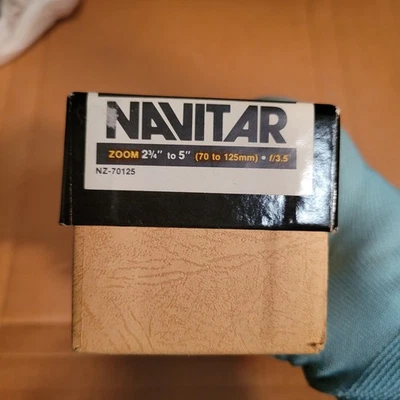 NAVITAR
ZOOM 2¾" to 5" (70 to 125mm) • f/3.5
NZ-70125